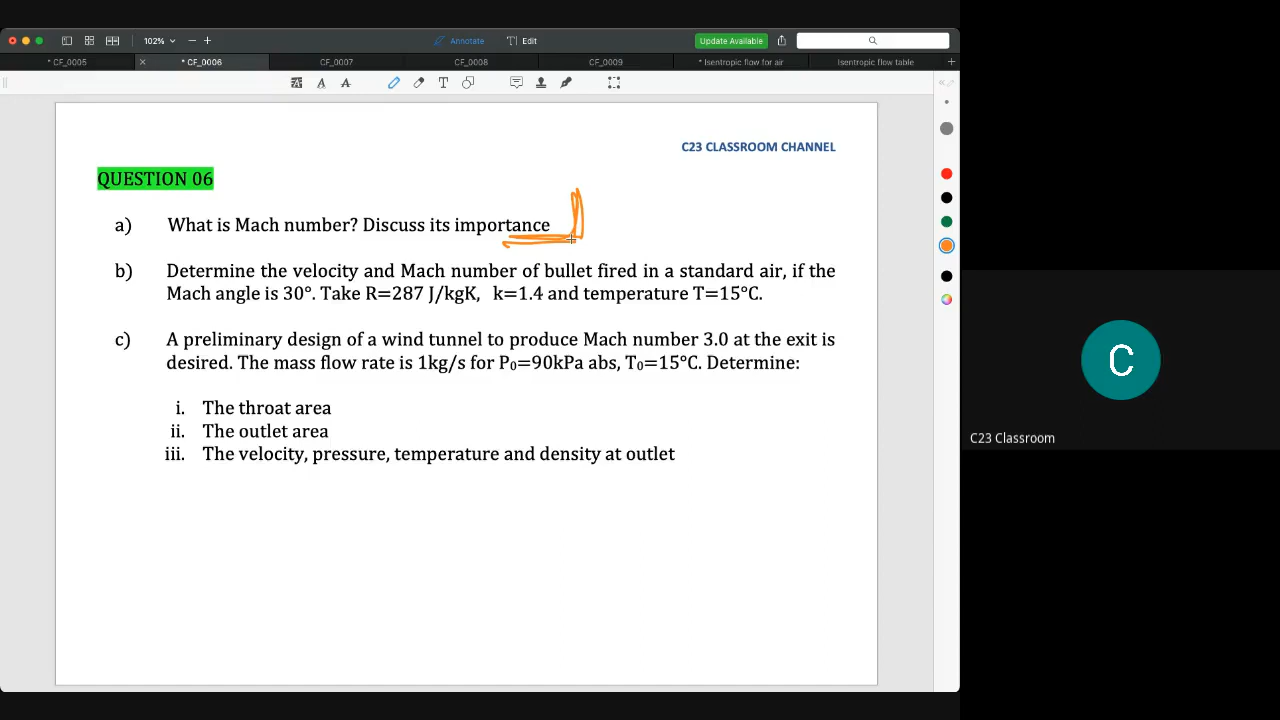 102%
Annotate
Edit
Update Available
* CF_0005
* CF_0006
CF_0007
CF_0008
CF_0009
* Isentropic flow for air
Isentropic flow table
C23 CLASSROOM CHANNEL
QUESTION 06
a) What is Mach number? Discuss its importance
b) Determine the velocity and Mach number of bullet fired in a standard air, if the
Mach angle is 30°. Take R=287 J/kgK, k=1.4 and temperature T=15°C.
c) A preliminary design of a wind tunnel to produce Mach number 3.0 at the exit is
desired. The mass flow rate is 1kg/s for P₀=90kPa abs, T₀=15°C. Determine:
i. The throat area
ii. The outlet area
iii. The velocity, pressure, temperature and density at outlet
C
C23 Classroom